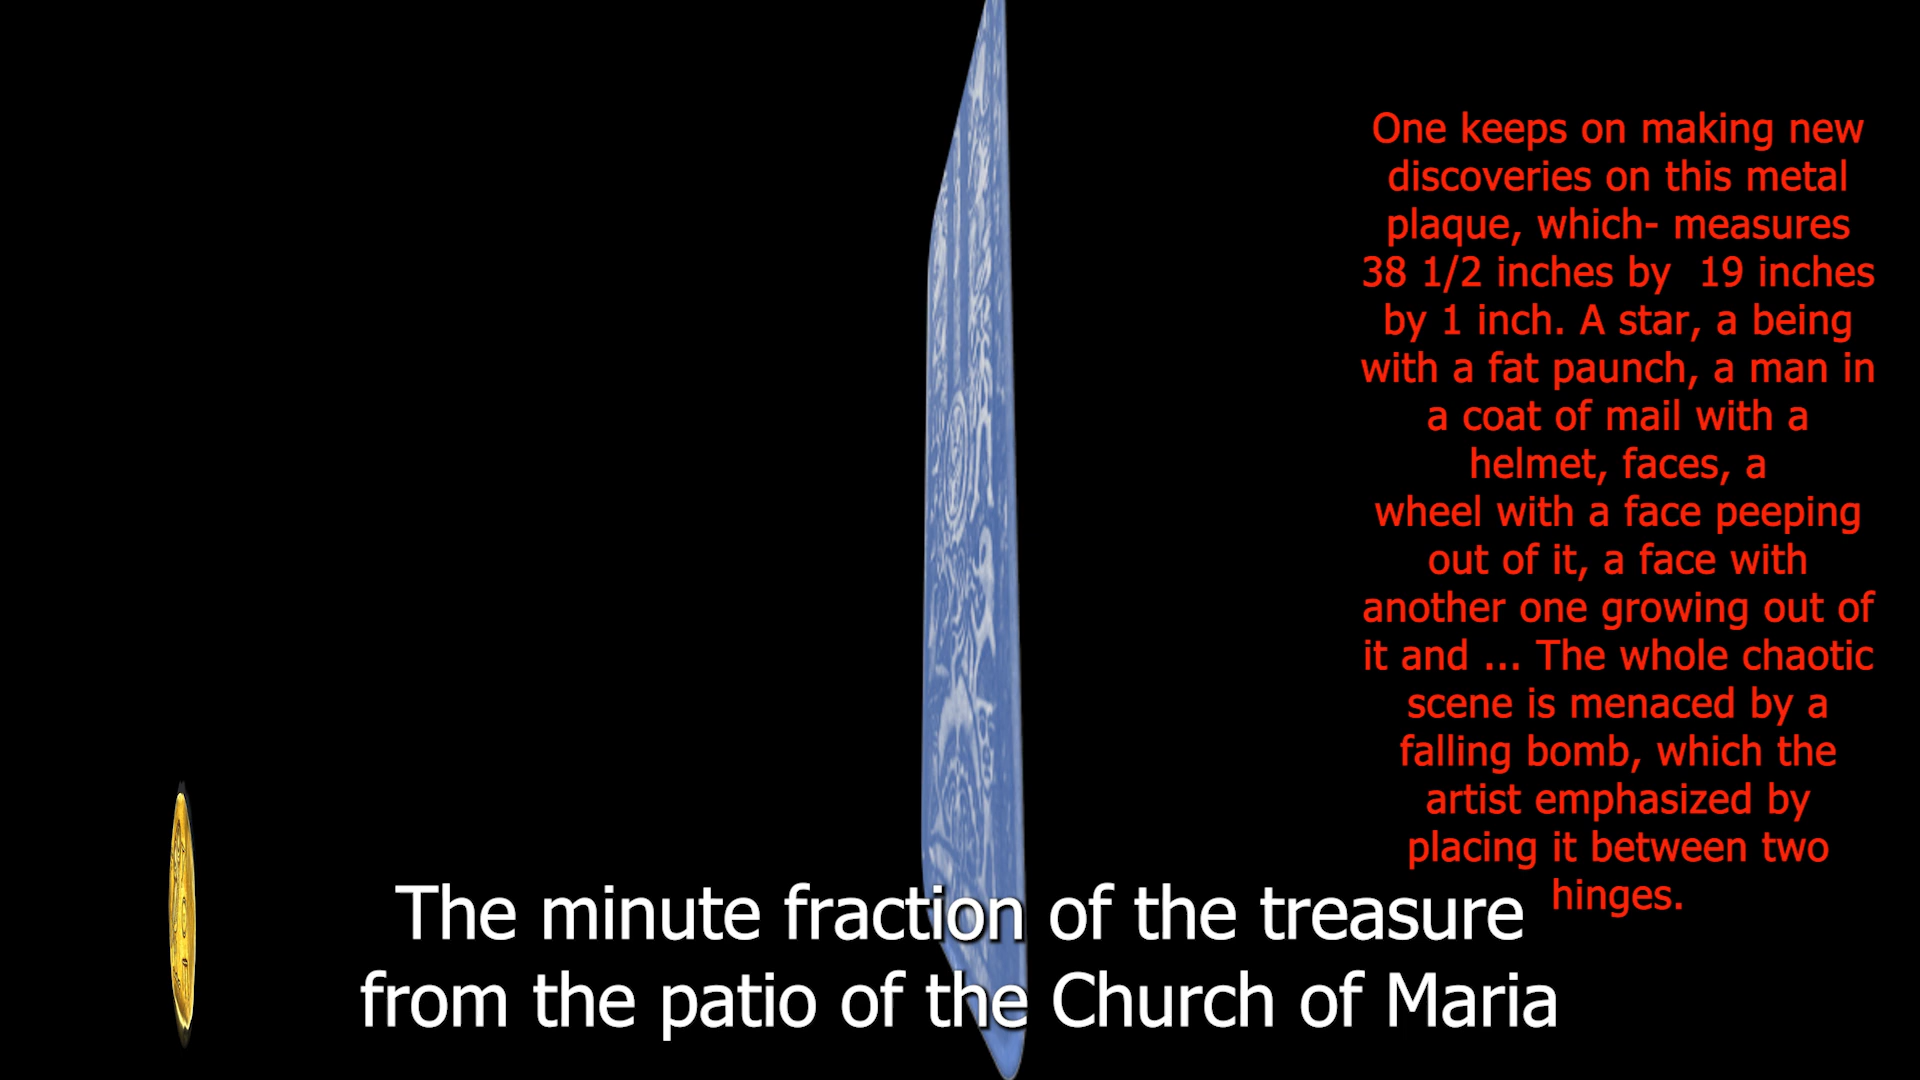 One keeps on making new
discoveries on this metal
plaque, which- measures
38 1/2 inches by  19 inches
by 1 inch. A star, a being
with a fat paunch, a man in
a coat of mail with a
helmet, faces, a
wheel with a face peeping
out of it, a face with
another one growing out of
it and ... The whole chaotic
scene is menaced by a
falling bomb, which the
artist emphasized by
placing it between two
hinges.
The minute fraction of the treasure
from the patio of the Church of Maria